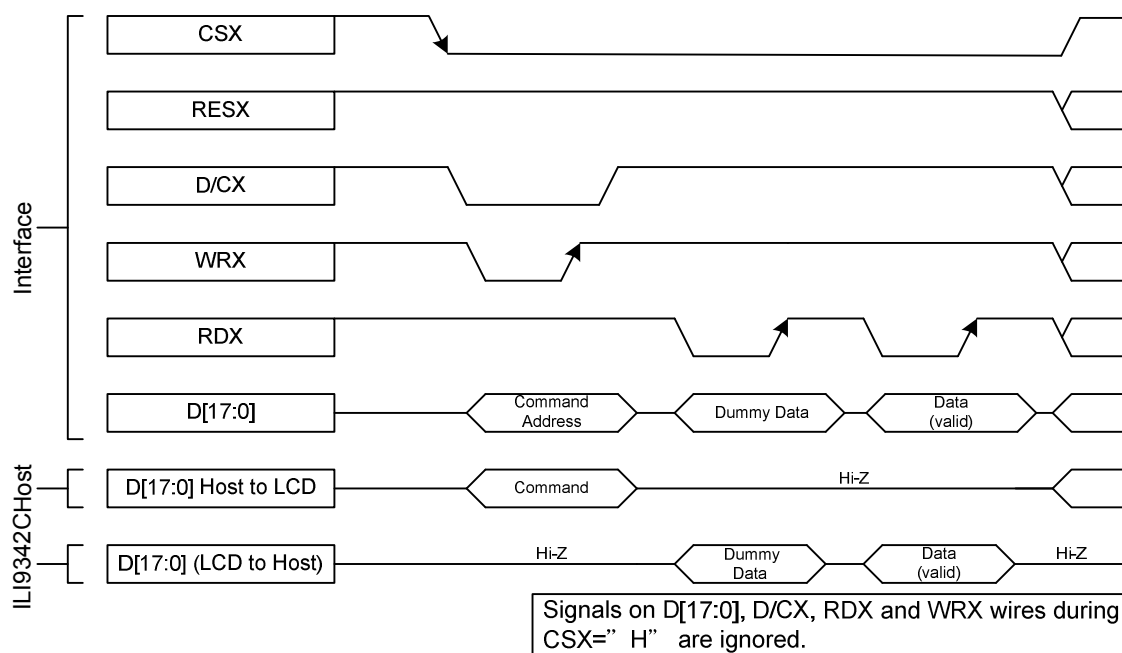 CSX
RESX
D/CX
WRX
RDX
D[17:0]
Command
Address
Dummy Data
Data
(valid)
D[17:0] Host to LCD
Command
Hi-Z
D[17:0] (LCD to Host)
Hi-Z
Dummy
Data
Data
(valid)
Hi-Z
Interface
Host
ILI9342C
Signals on D[17:0], D/CX, RDX and WRX wires during
CSX=”H” are ignored.